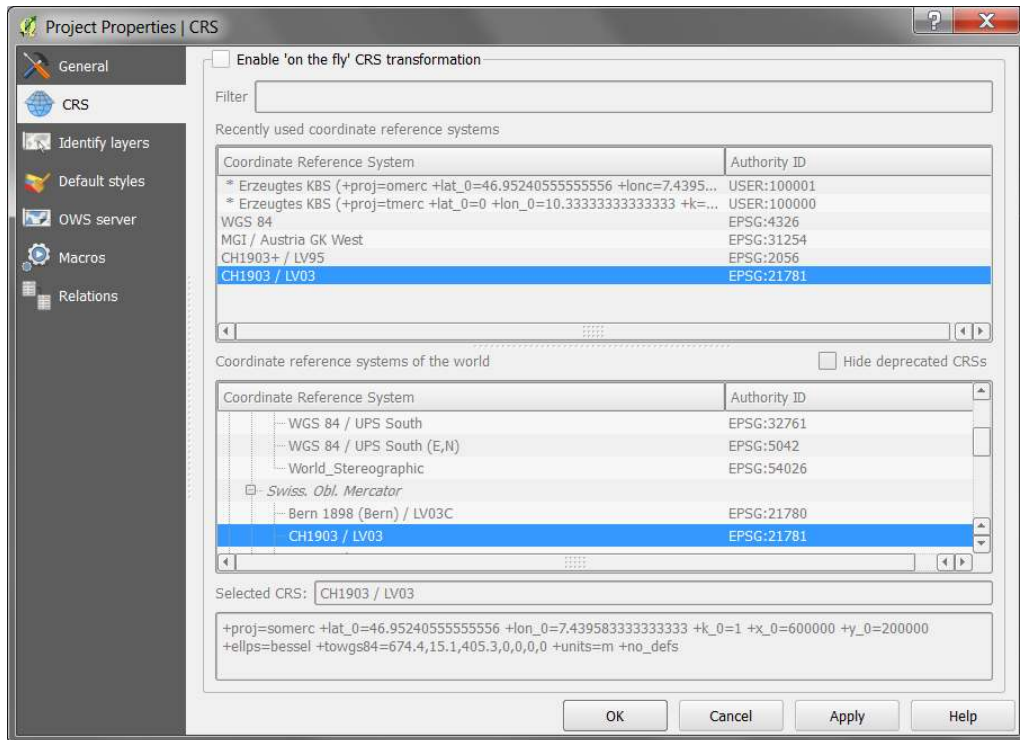 Project Properties | CRS
General
CRS
Identify layers
Default styles
OWS server
Macros
Relations
Enable 'on the fly' CRS transformation
Filter
Recently used coordinate reference systems
Coordinate Reference System Authority ID
* Erzeugtes KBS (+proj=omerc +lat_0=46.95240555555556 +lonc=7.4395... USER:100001
* Erzeugtes KBS (+proj=tmerc +lat_0=0 +lon_0=10.33333333333333 +k=... USER:100000
WGS 84 EPSG:4326
MGI / Austria GK West EPSG:31254
CH1903+ / LV95 EPSG:2056
CH1903 / LV03 EPSG:21781
Coordinate reference systems of the world Hide deprecated CRSs
Coordinate Reference System Authority ID
WGS 84 / UPS South EPSG:32761
WGS 84 / UPS South (E,N) EPSG:5042
World_Stereographic EPSG:54026
Swiss. Obl. Mercator
Bern 1898 (Bern) / LV03C EPSG:21780
CH1903 / LV03 EPSG:21781
Selected CRS: CH1903 / LV03
+proj=somerc +lat_0=46.95240555555556 +lon_0=7.439583333333333 +k_0=1 +x_0=600000 +y_0=200000
+ellps=bessel +towgs84=674.4,15.1,405.3,0,0,0,0 +units=m +no_defs
OK Cancel Apply Help